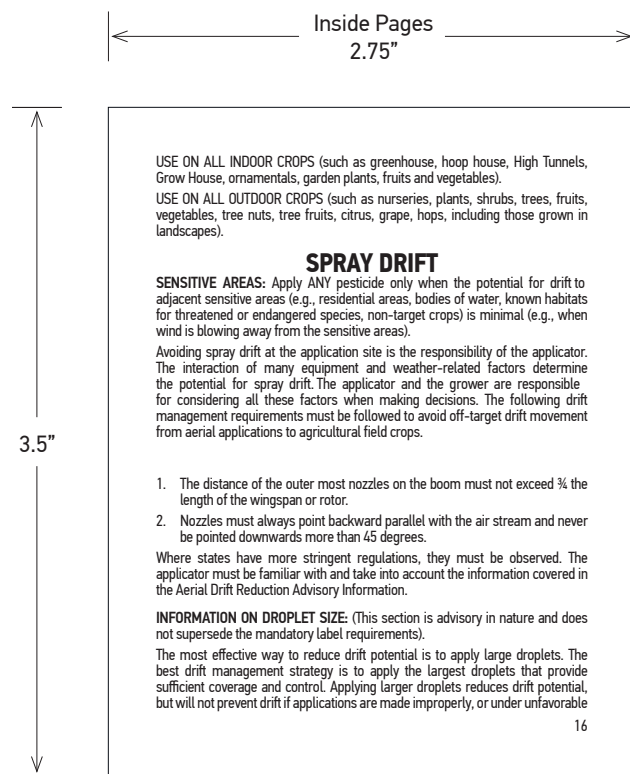 Inside Pages
2.75”
3.5”
USE ON ALL INDOOR CROPS (such as greenhouse, hoop house, High Tunnels,
Grow House, ornamentals, garden plants, fruits and vegetables).
USE ON ALL OUTDOOR CROPS (such as nurseries, plants, shrubs, trees, fruits,
vegetables, tree nuts, tree fruits, citrus, grape, hops, including those grown in
landscapes).
SPRAY DRIFT
SENSITIVE AREAS: Apply ANY pesticide only when the potential for drift to
adjacent sensitive areas (e.g., residential areas, bodies of water, known habitats
for threatened or endangered species, non-target crops) is minimal (e.g., when
wind is blowing away from the sensitive areas).
Avoiding spray drift at the application site is the responsibility of the applicator.
The interaction of many equipment and weather-related factors determine
the potential for spray drift. The applicator and the grower are responsible
for considering all these factors when making decisions. The following drift
management requirements must be followed to avoid off-target drift movement
from aerial applications to agricultural field crops.
1. The distance of the outer most nozzles on the boom must not exceed ¾ the
length of the wingspan or rotor.
2. Nozzles must always point backward parallel with the air stream and never
be pointed downwards more than 45 degrees.
Where states have more stringent regulations, they must be observed. The
applicator must be familiar with and take into account the information covered in
the Aerial Drift Reduction Advisory Information.
INFORMATION ON DROPLET SIZE: (This section is advisory in nature and does
not supersede the mandatory label requirements).
The most effective way to reduce drift potential is to apply large droplets. The
best drift management strategy is to apply the largest droplets that provide
sufficient coverage and control. Applying larger droplets reduces drift potential,
but will not prevent drift if applications are made improperly, or under unfavorable
16